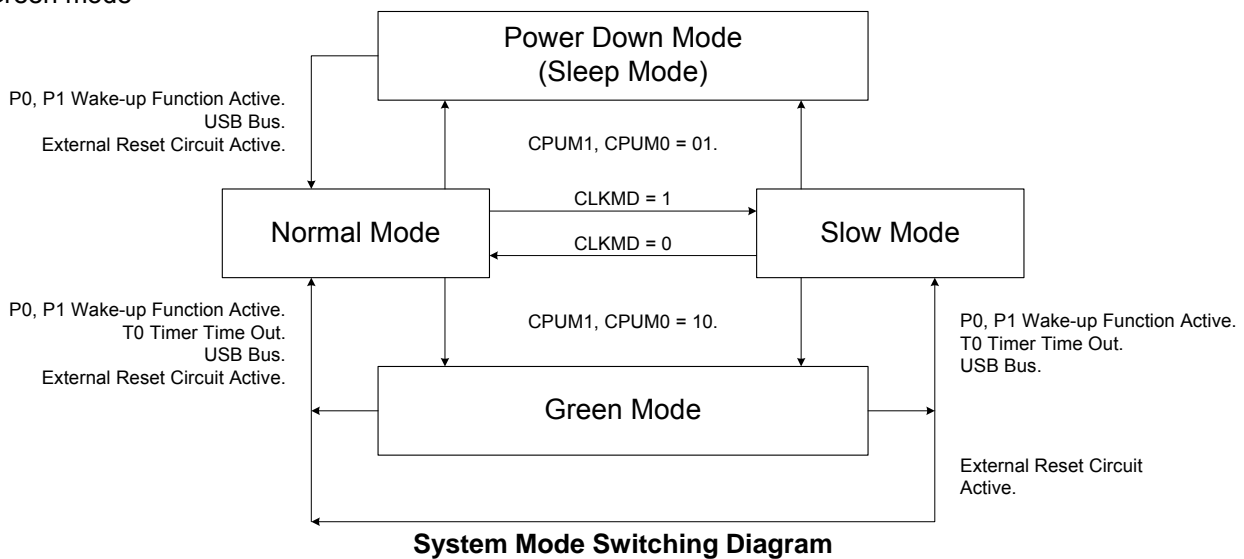 Power Down Mode
(Sleep Mode)
P0, P1 Wake-up Function Active.
USB Bus.
External Reset Circuit Active.
CPUM1, CPUM0 = 01.
CLKMD = 1
Normal Mode
Slow Mode
CLKMD = 0
P0, P1 Wake-up Function Active.
T0 Timer Time Out.
USB Bus.
External Reset Circuit Active.
CPUM1, CPUM0 = 10.
P0, P1 Wake-up Function Active.
T0 Timer Time Out.
USB Bus.
Green Mode
External Reset Circuit
Active.
System Mode Switching Diagram